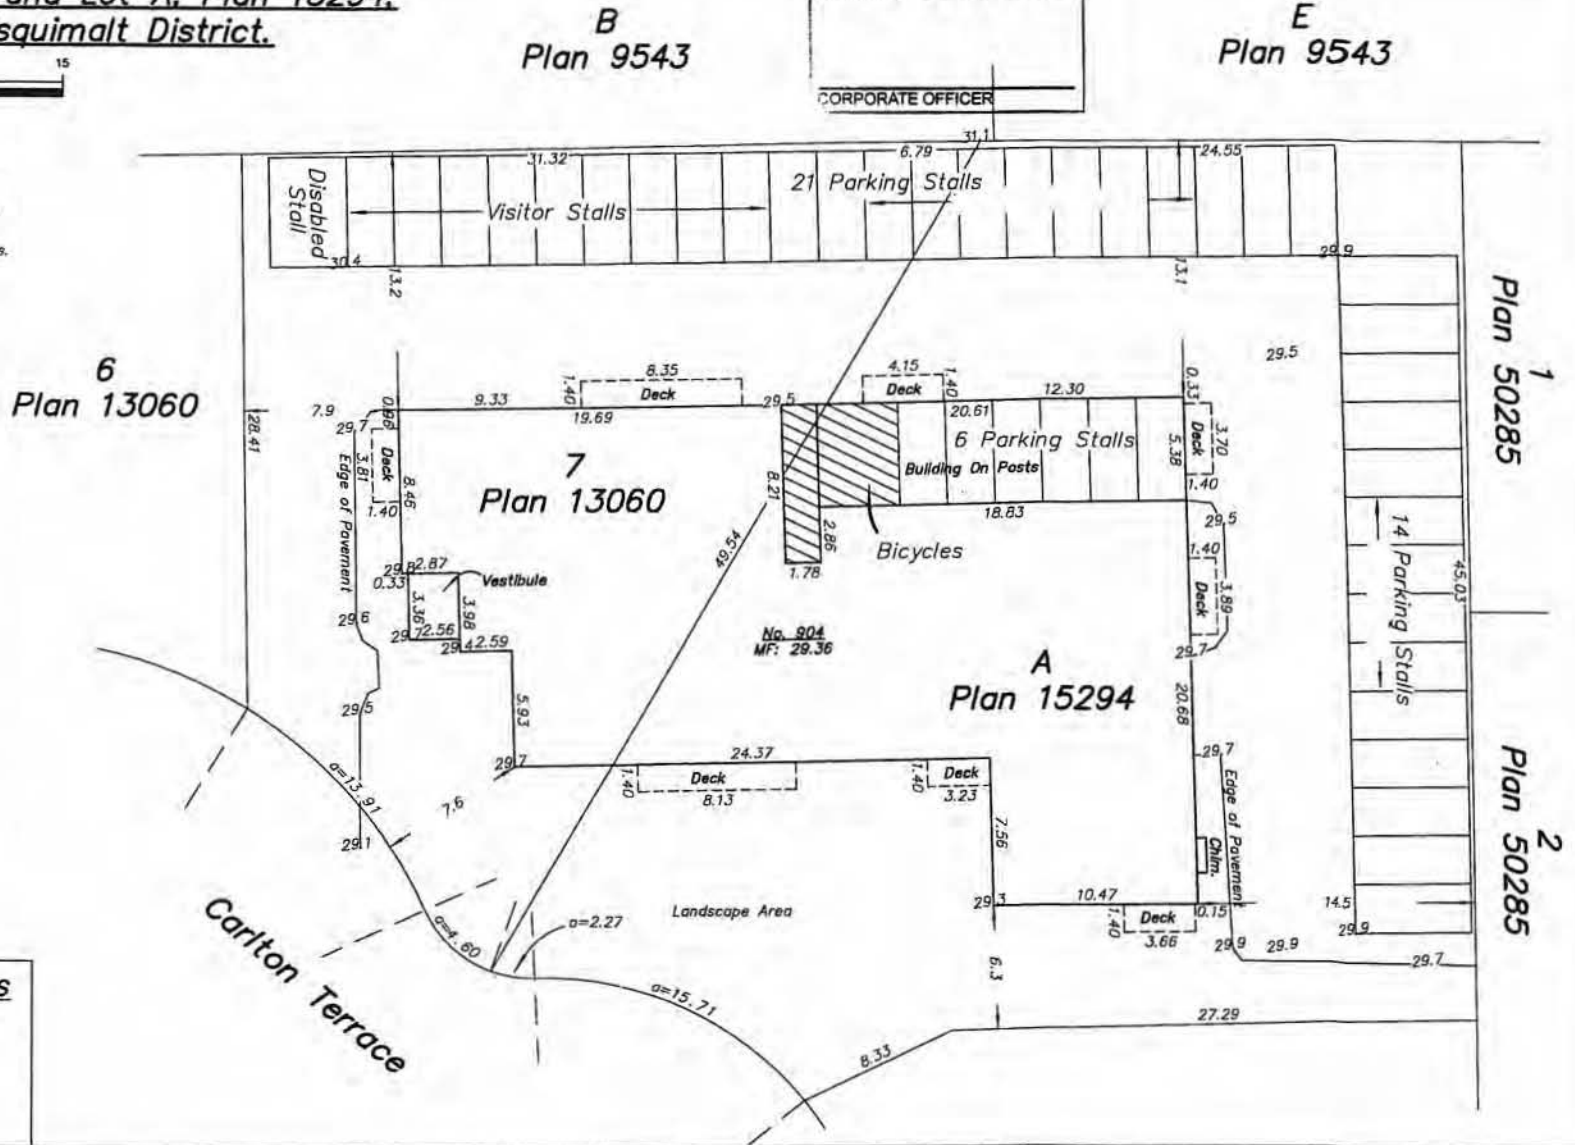 and Lot A, Plan 15294,
squimalt District.
15
B
Plan 9543
E
Plan 9543
CORPORATE OFFICER
31.1
31.32
6.79
24.55
Disabled
Stall
Visitor Stalls
21 Parking Stalls
s.
30.4
13.2
13.1
29.9
1
Plan 50285
6
Plan 13060
28.41
7.9
0.96
9.33
19.69
1.40
8.35
Deck
29.5
4.15
Deck
1.40
20.61
12.30
0.33
29.5
29.7
3.81
Deck
1.40
8.46
Edge of Pavement
7
Plan 13060
8.21
6 Parking Stalls
Building On Posts
5.38
Deck
3.70
1.40
18.83
2.86
1.78
Bicycles
49.54
29.5
1.40
Deck
3.89
29.7
14 Parking Stalls
45.03
29.8
2.87
0.33
Vestibule
3.36
3.98
29.6
29.7
2.56
29.4
2.59
No. 904
MF: 29.36
A
Plan 15294
20.68
29.5
5.93
29.7
24.37
1.40
Deck
8.13
1.40
Deck
3.23
29.7
Edge of Pavement
2
Plan 50285
a=13.91
7.6
29.1
7.56
Chim.
29.3
10.47
1.40
Deck
3.66
0.15
14.5
29.9
Landscape Area
a=2.27
a=4.60
Carlton Terrace
6.3
29.9
29.9
29.7
s
a=15.71
27.29
8.33